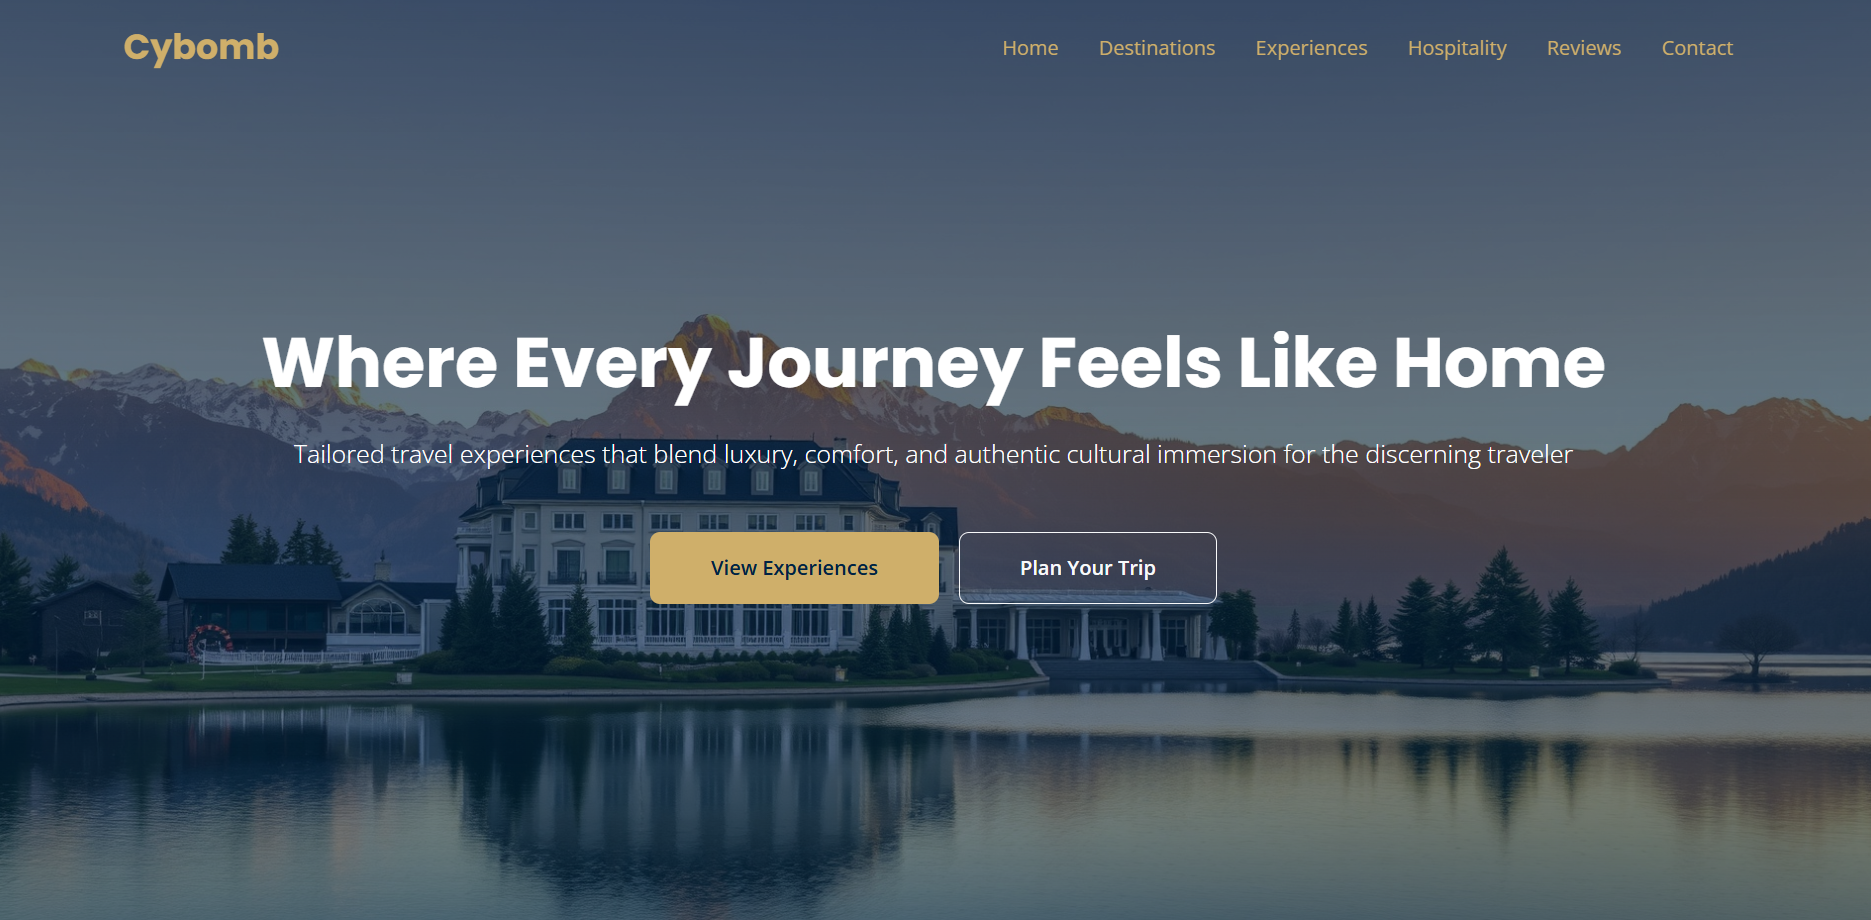 Cybomb
Home Destinations Experiences Hospitality Reviews Contact
Where Every Journey Feels Like Home
Tailored travel experiences that blend luxury, comfort, and authentic cultural immersion for the discerning traveler
View Experiences
Plan Your Trip